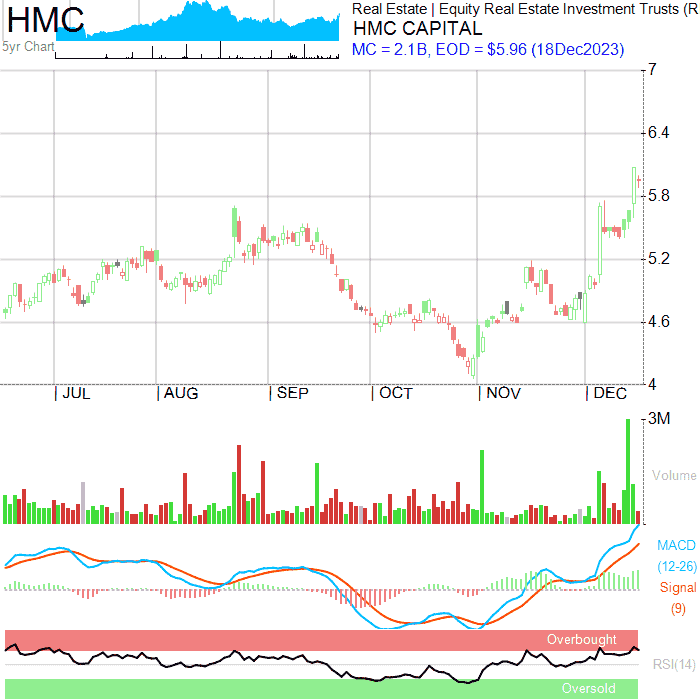 HMC
5yr Chart
Real Estate | Equity Real Estate Investment Trusts (R
HMC CAPITAL
MC = 2.1B, EOD = $5.96 (18Dec2023)
7
6.4
5.8
5.2
4.6
4
JUL AUG SEP OCT NOV DEC
3M
Volume
MACD
(12-26)
Signal
(9)
Overbought
RSI(14)
Oversold